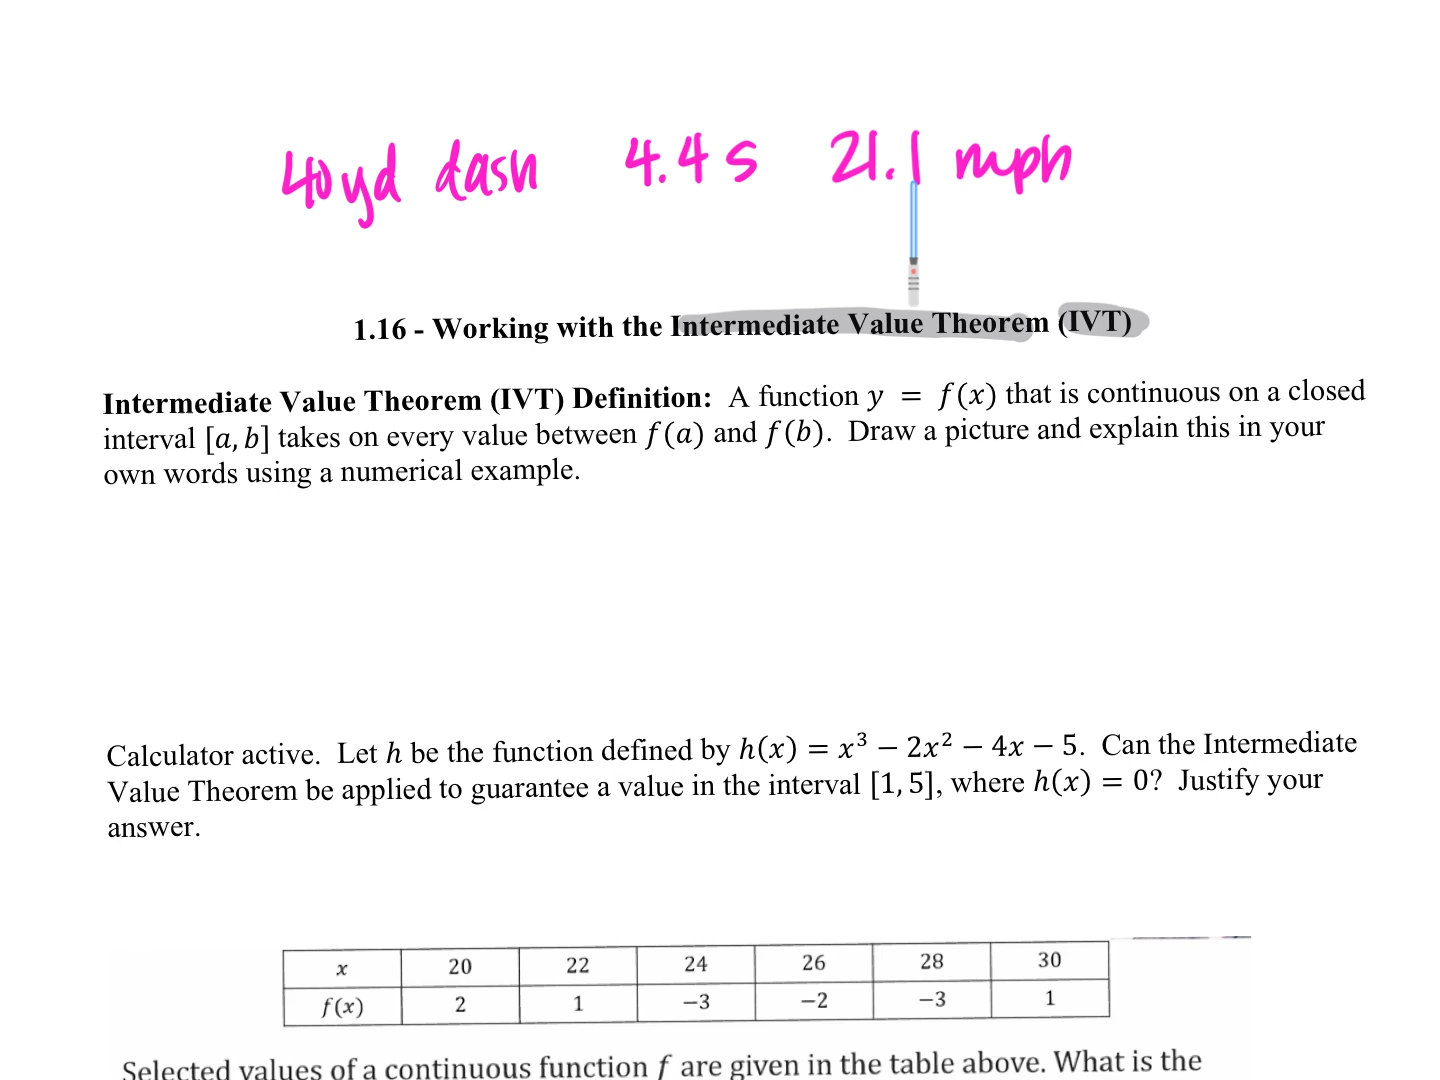 40yd dash 4.4s 21.1 mph
1.16 - Working with the Intermediate Value Theorem (IVT)
Intermediate Value Theorem (IVT) Definition: A function y = f(x) that is continuous on a closed
interval [a, b] takes on every value between f(a) and f(b). Draw a picture and explain this in your
own words using a numerical example.
Calculator active. Let h be the function defined by h(x) = x³ − 2x² − 4x − 5. Can the Intermediate
Value Theorem be applied to guarantee a value in the interval [1, 5], where h(x) = 0? Justify your
answer.
x 20 22 24 26 28 30
f(x) 2 1 −3 −2 −3 1
Selected values of a continuous function f are given in the table above. What is the